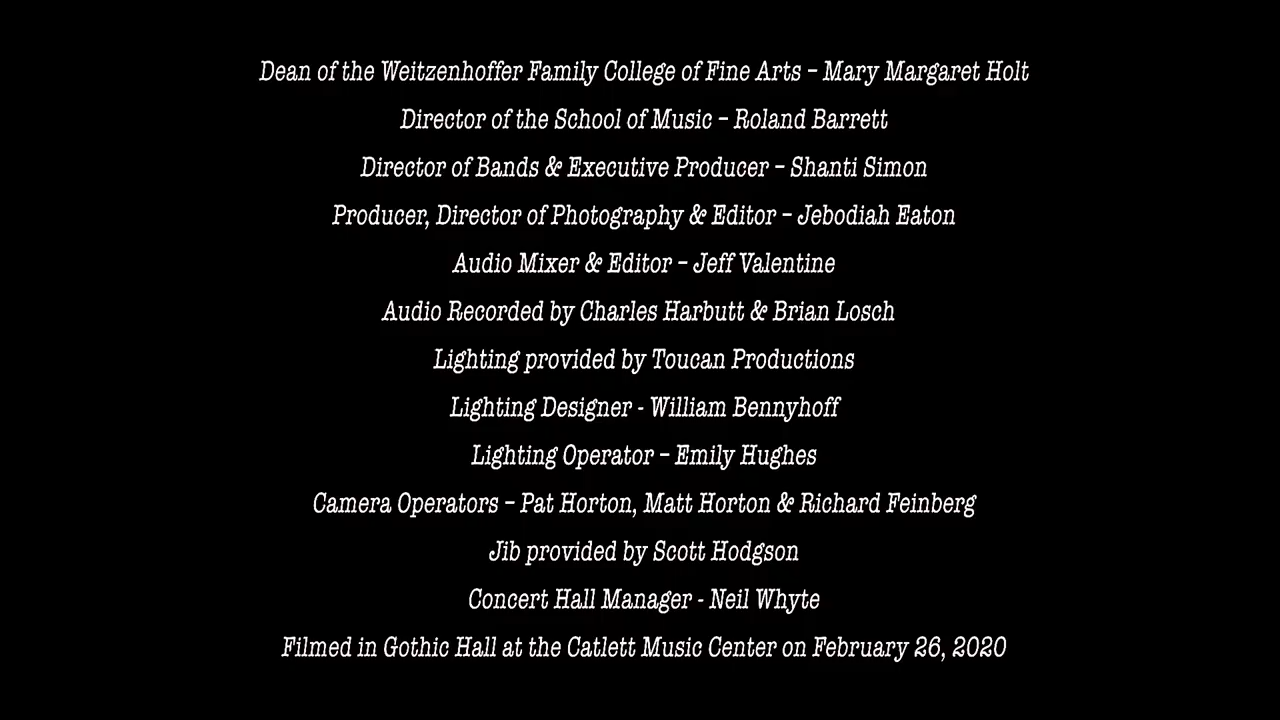 Dean of the Weitzenhoffer Family College of Fine Arts – Mary Margaret Holt
Director of the School of Music – Roland Barrett
Director of Bands & Executive Producer – Shanti Simon
Producer, Director of Photography & Editor – Jebodiah Eaton
Audio Mixer & Editor – Jeff Valentine
Audio Recorded by Charles Harbutt & Brian Losch
Lighting provided by Toucan Productions
Lighting Designer - William Bennyhoff
Lighting Operator – Emily Hughes
Camera Operators – Pat Horton, Matt Horton & Richard Feinberg
Jib provided by Scott Hodgson
Concert Hall Manager - Neil Whyte
Filmed in Gothic Hall at the Catlett Music Center on February 26, 2020